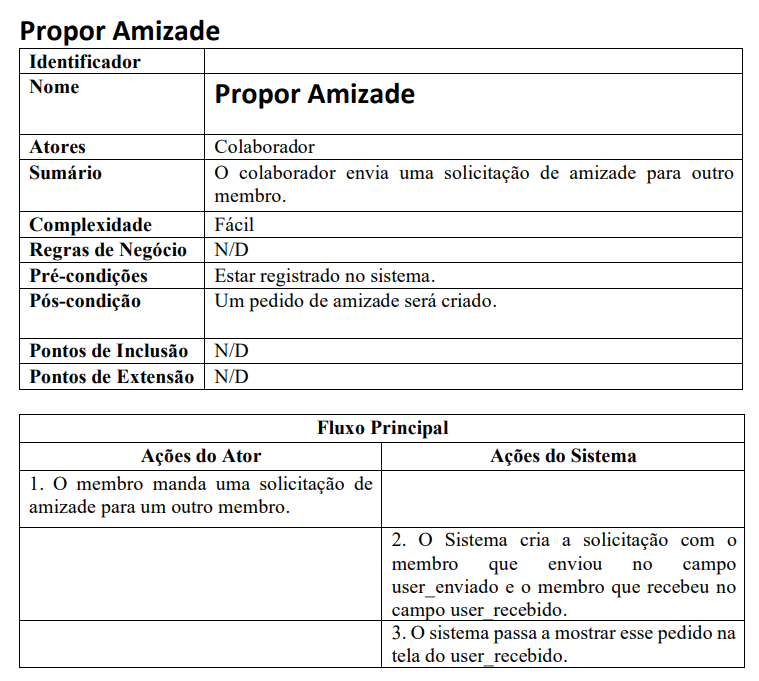 Propor Amizade
Identificador
Nome
Propor Amizade
Atores
Colaborador
Sumário
O colaborador envia uma solicitação de amizade para outro
membro.
Complexidade
Fácil
Regras de Negócio
N/D
Pré-condições
Estar registrado no sistema.
Pós-condição
Um pedido de amizade será criado.
Pontos de Inclusão
N/D
Pontos de Extensão
N/D
Fluxo Principal
Ações do Ator
Ações do Sistema
1. O membro manda uma solicitação de
amizade para um outro membro.
2. O Sistema cria a solicitação com o
membro que enviou no campo
user_enviado e o membro que recebeu no
campo user_recebido.
3. O sistema passa a mostrar esse pedido na
tela do user_recebido.